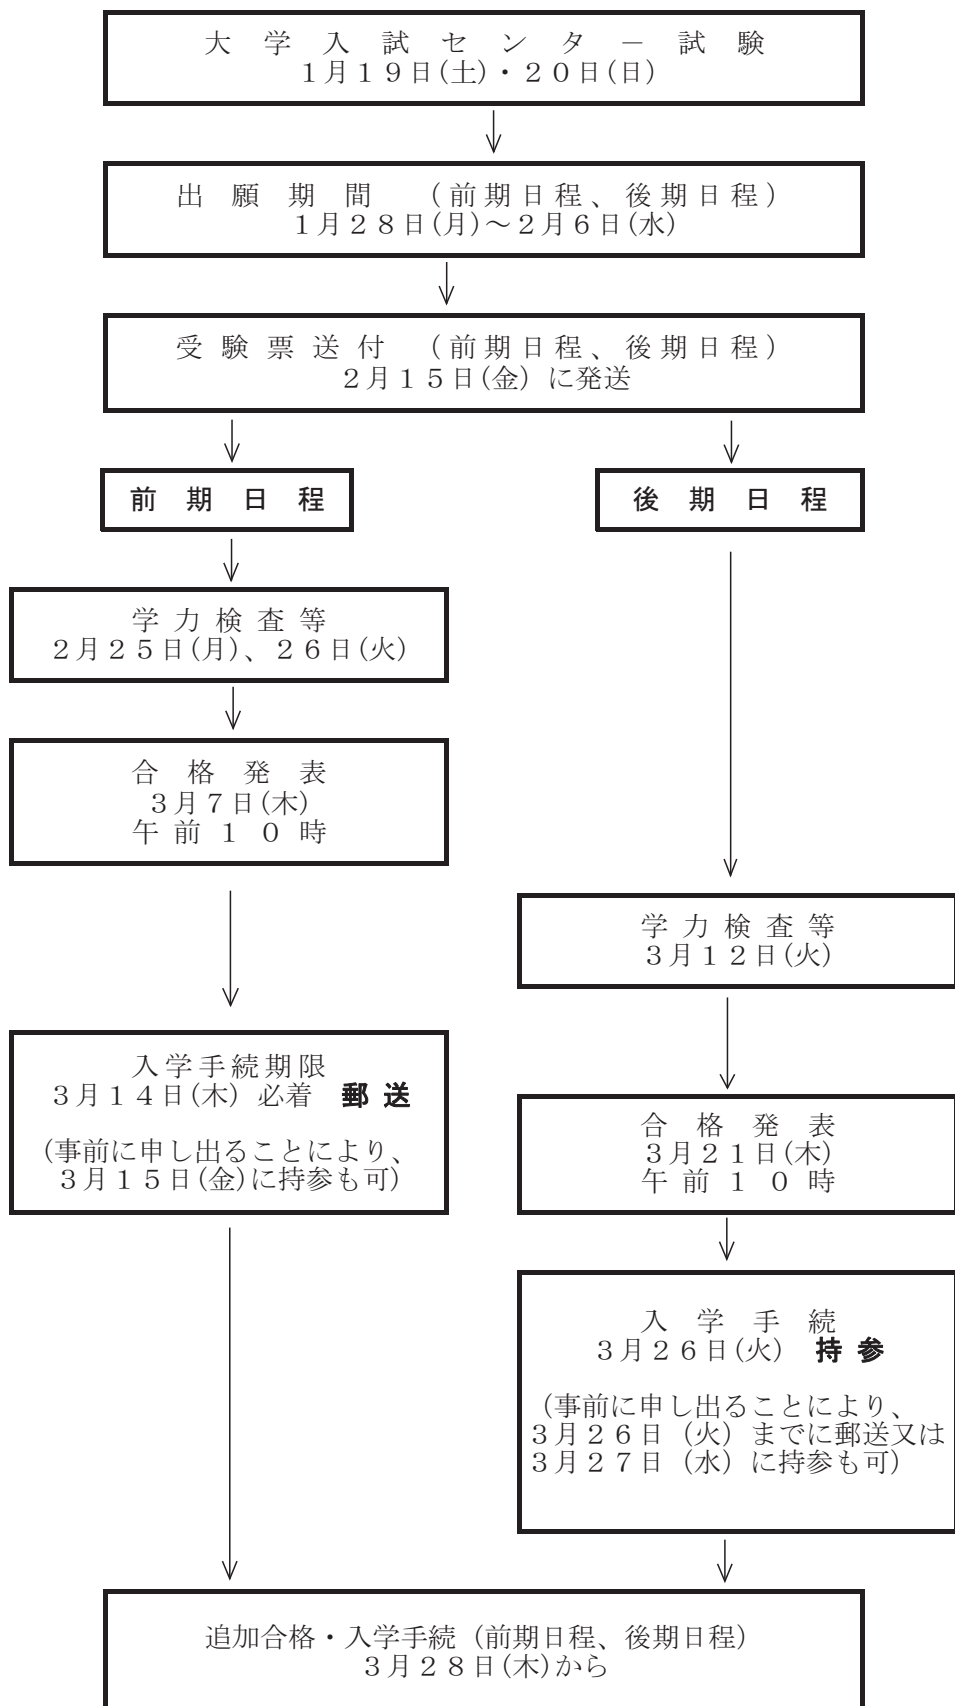 大学入試センター試験
１月１９日(土)・２０日(日)
出願期間　(前期日程、後期日程)
１月２８日(月)～２月６日(水)
受験票送付　(前期日程、後期日程)
２月１５日(金) に発送
前期日程
後期日程
学力検査等
２月２５日(月)、２６日(火)
合格発表
３月７日(木)
午前１０時
学力検査等
３月１２日(火)
入学手続期限
３月１４日(木) 必着　郵送
(事前に申し出ることにより、
３月１５日(金)に持参も可)
合格発表
３月２１日(木)
午前１０時
入学手続
３月２６日(火)　持参
(事前に申し出ることにより、
３月２６日（火）までに郵送又は
３月２７日（水）に持参も可)
追加合格・入学手続 (前期日程、後期日程)
３月２８日(木)から